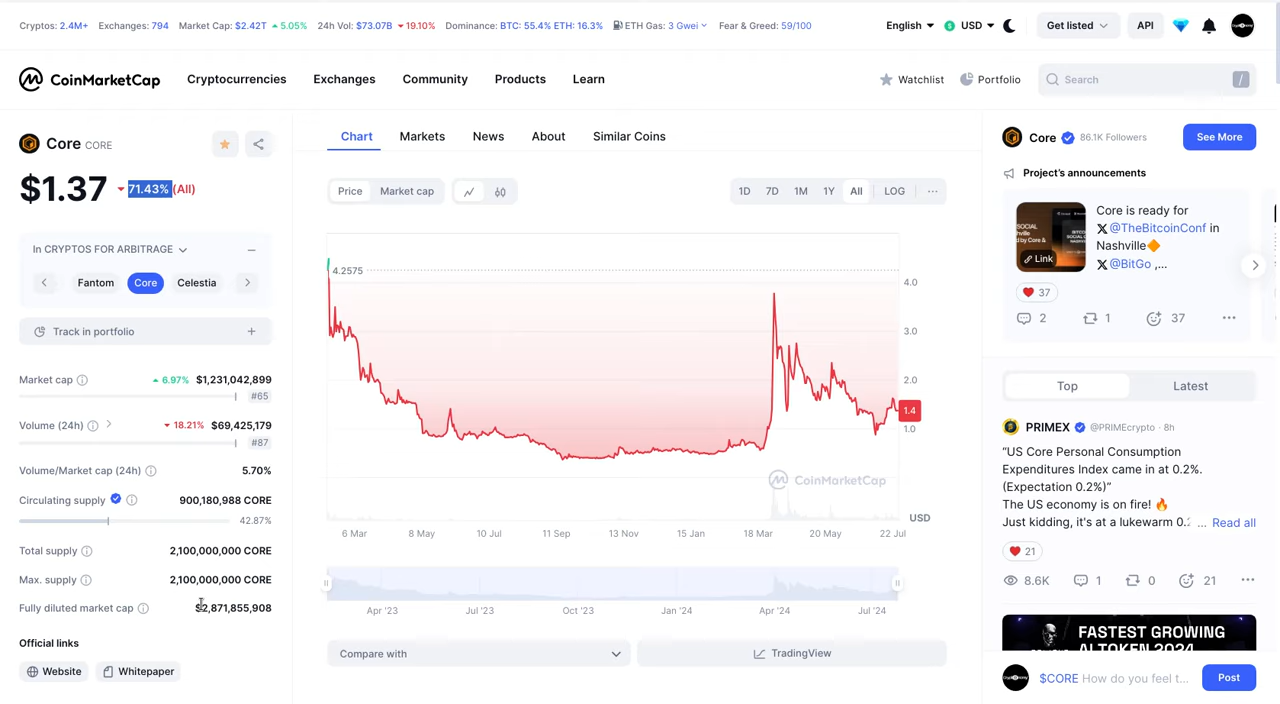 Cryptos: 2.4M+ Exchanges: 794 Market Cap: $2.42T 5.05% 24h Vol: $73.07B 19.10% Dominance: BTC: 55.4% ETH: 16.3% ETH Gas: 3 Gwei Fear & Greed: 59/100
English USD Get listed API
CoinMarketCap Cryptocurrencies Exchanges Community Products Learn Watchlist Portfolio Search /
Core CORE
$1.37 71.43% (All)
In CRYPTOS FOR ARBITRAGE
Fantom Core Celestia
Track in portfolio +
Market cap 6.97% $1,231,042,899
#65
Volume (24h) 18.21% $69,425,179
#87
Volume/Market cap (24h) 5.70%
Circulating supply 900,180,988 CORE
42.87%
Total supply 2,100,000,000 CORE
Max. supply 2,100,000,000 CORE
Fully diluted market cap $2,871,855,908
Official links
Website Whitepaper
Chart Markets News About Similar Coins
Price Market cap 1D 7D 1M 1Y All LOG ...
4.2575
4.0
3.0
2.0
1.4
1.0
CoinMarketCap
USD
6 Mar 8 May 10 Jul 11 Sep 13 Nov 15 Jan 18 Mar 20 May 22 Jul
Apr '23 Jul '23 Oct '23 Jan '24 Apr '24 Jul '24
Compare with TradingView
Core 86.1K Followers See More
Project's announcements
Link
Core is ready for
@TheBitcoinConf in
Nashville
@BitGo ,...
37
2 1 37
Top Latest
PRIMEX @PRIMEcrypto · 8h
“US Core Personal Consumption
Expenditures Index came in at 0.2%.
(Expectation 0.2%)”
The US economy is on fire! 🔥
Just kidding, it's at a lukewarm 0.2 ... Read all
21
8.6K 1 0 21
FASTEST GROWING
AI TOKEN 2024
$CORE How do you feel t... Post